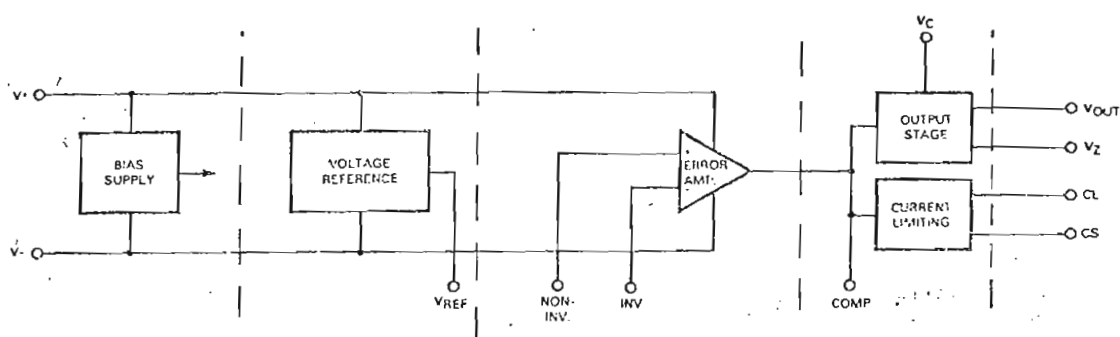 VC
V+
OUTPUT
STAGE
VOUT
VZ
BIAS
SUPPLY
VOLTAGE
REFERENCE
ERROR
AMP.
CURRENT
LIMITING
CL
CS
V-
VREF
NON-
INV.
INV
COMP